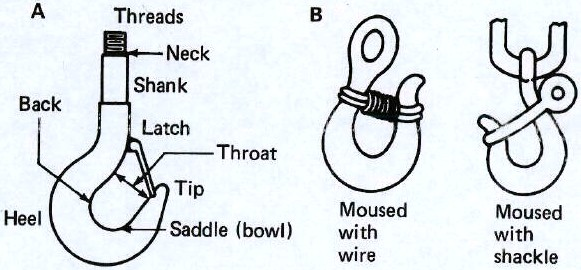 A
Threads
Neck
Shank
Back
Latch
Throat
Tip
Heel
Saddle (bowl)
B
Moused
with
wire
Moused
with
shackle